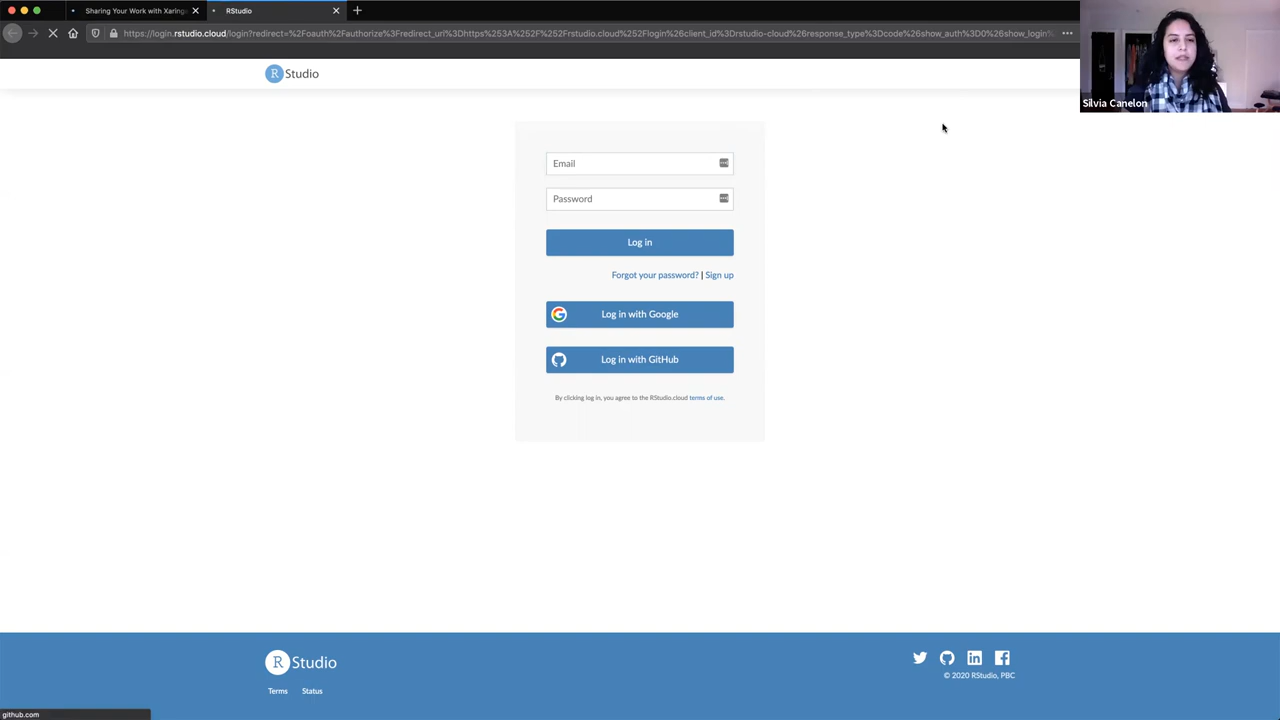 Sharing Your Work with Xaringa
RStudio
https://login.rstudio.cloud/login?redirect=%2Foauth%2Fauthorize%3Fredirect_uri%3Dhttps%253A%252F%252Frstudio.cloud%252Flogin%26client_id%3Drstudio-cloud%26response_type%3Dcode%26show_auth%3D0%26show_login
R Studio
Silvia Canelon
Email
Password
Log in
Forgot your password? | Sign up
Log in with Google
Log in with GitHub
By clicking log in, you agree to the RStudio.cloud terms of use.
R Studio
© 2020 RStudio, PBC
Terms Status
github.com